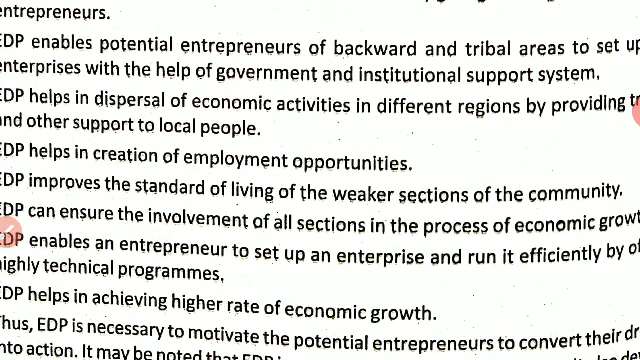 entrepreneurs.
EDP enables potential entrepreneurs of backward and tribal areas to set up
enterprises with the help of government and institutional support system.
EDP helps in dispersal of economic activities in different regions by providing
and other support to local people.
EDP helps in creation of employment opportunities.
EDP improves the standard of living of the weaker sections of the community.
EDP can ensure the involvement of all sections in the process of economic
EDP enables an entrepreneur to set up an enterprise and run it efficiently by
highly technical programmes.
EDP helps in achieving higher rate of economic growth.
Thus, EDP is necessary to motivate the potential entrepreneurs to convert their
into action. It may be noted that EDP